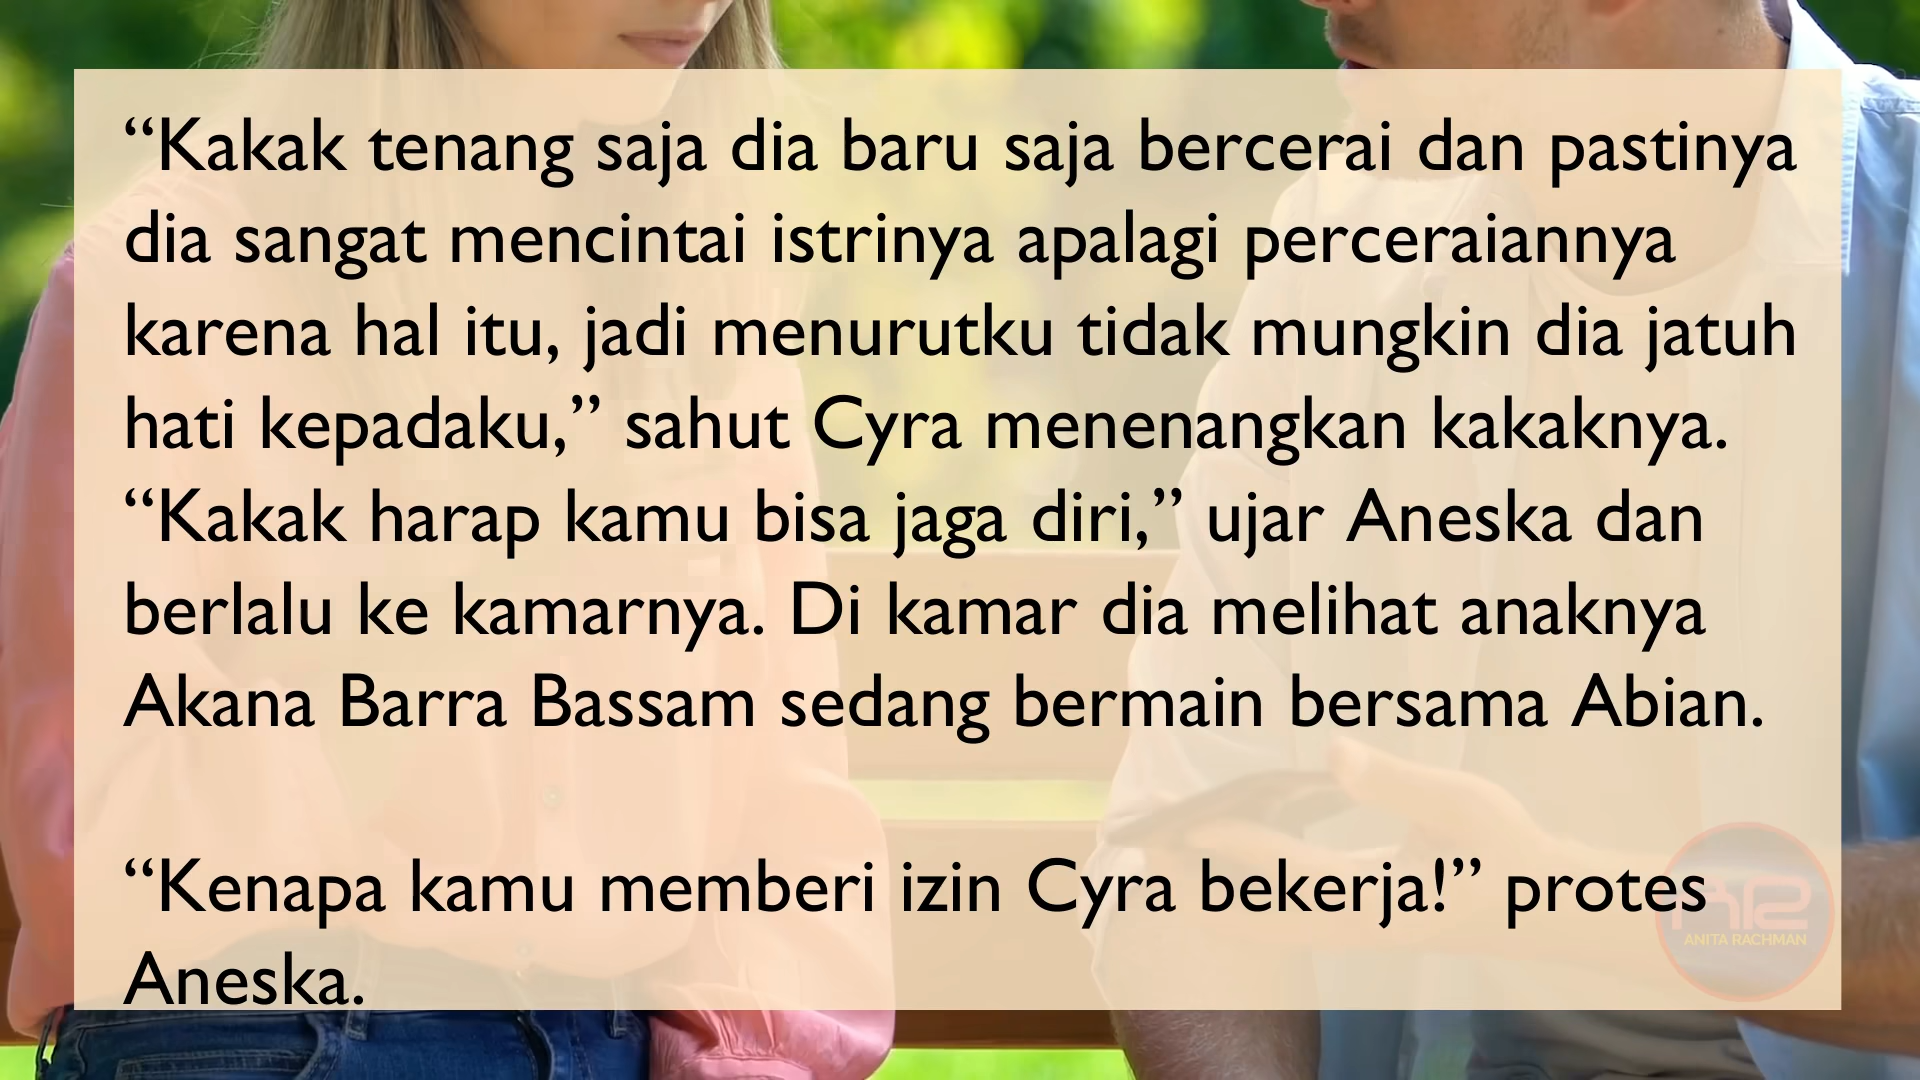 “Kakak tenang saja dia baru saja bercerai dan pastinya
dia sangat mencintai istrinya apalagi perceraiannya
karena hal itu, jadi menurutku tidak mungkin dia jatuh
hati kepadaku,” sahut Cyra menenangkan kakaknya.
“Kakak harap kamu bisa jaga diri,” ujar Aneska dan
berlalu ke kamarnya. Di kamar dia melihat anaknya
Akana Barra Bassam sedang bermain bersama Abian.
“Kenapa kamu memberi izin Cyra bekerja!” protes
Aneska.
AR
ANITA RACHMAN